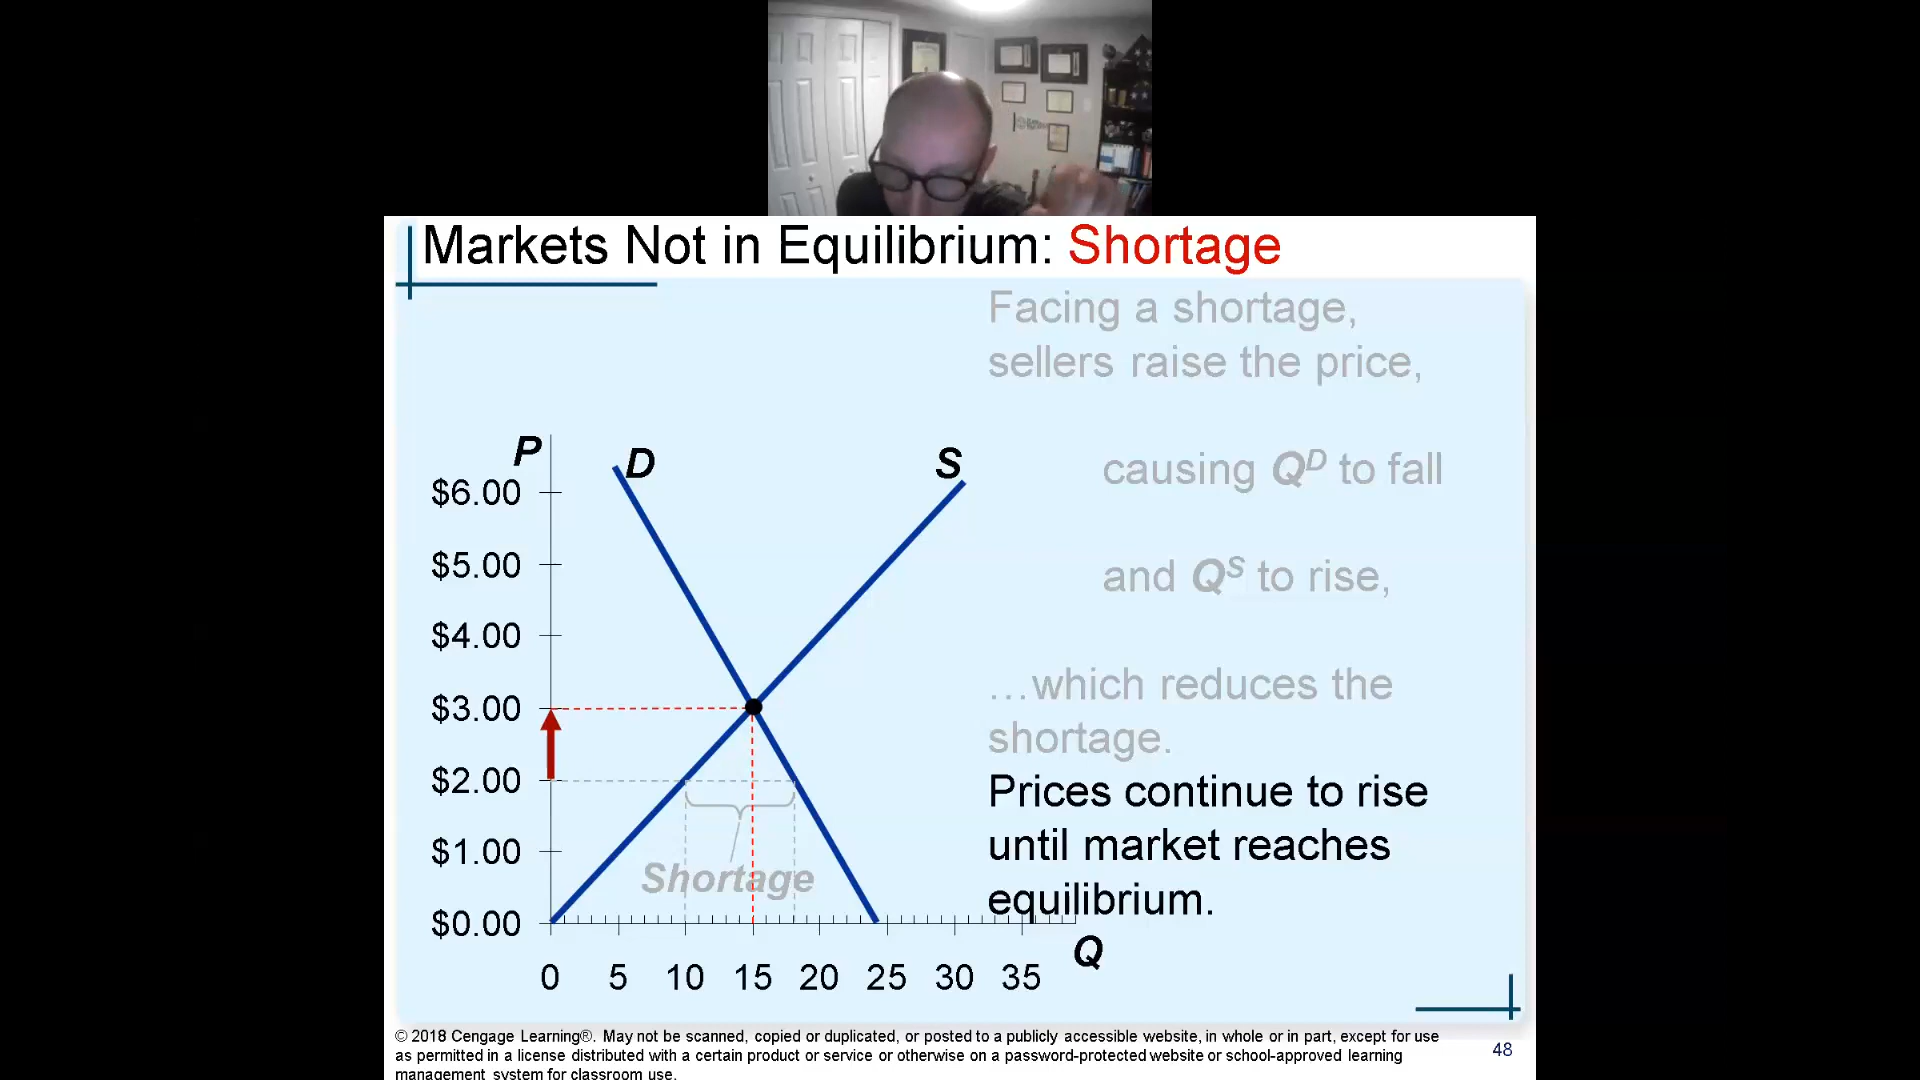 Markets Not in Equilibrium: Shortage
Facing a shortage,
sellers raise the price,
causing Q^D to fall
and Q^S to rise,
…which reduces the
shortage.
Prices continue to rise
until market reaches
equilibrium.
P
D
S
$6.00
$5.00
$4.00
$3.00
$2.00
$1.00
Shortage
$0.00
Q
0 5 10 15 20 25 30 35
© 2018 Cengage Learning®. May not be scanned, copied or duplicated, or posted to a publicly accessible website, in whole or in part, except for use
as permitted in a license distributed with a certain product or service or otherwise on a password-protected website or school-approved learning
management system for classroom use.
48